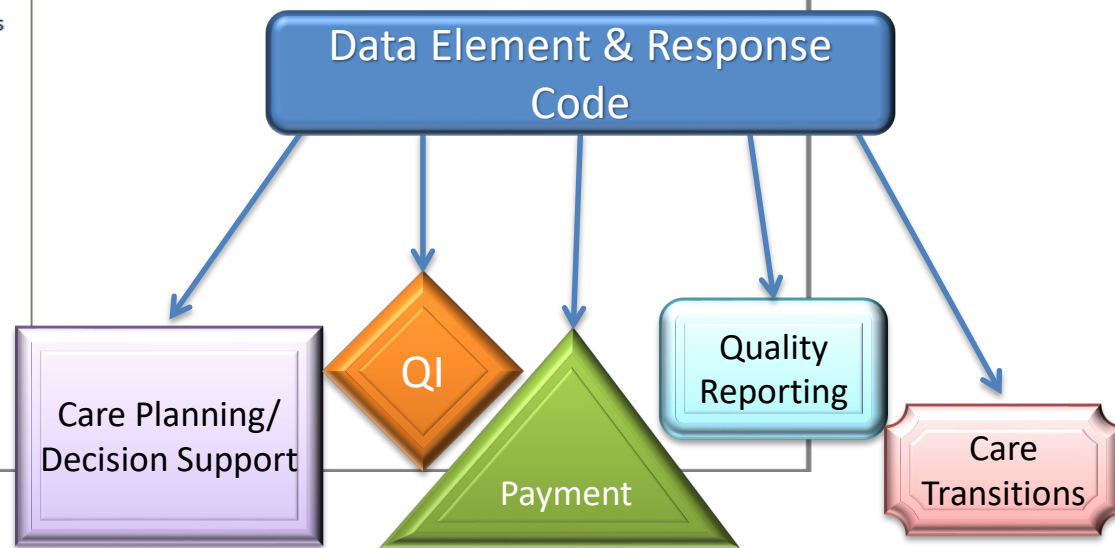 s
Data Element & Response
Code
QI
Quality
Reporting
Care Planning/
Decision Support
Care
Transitions
Payment